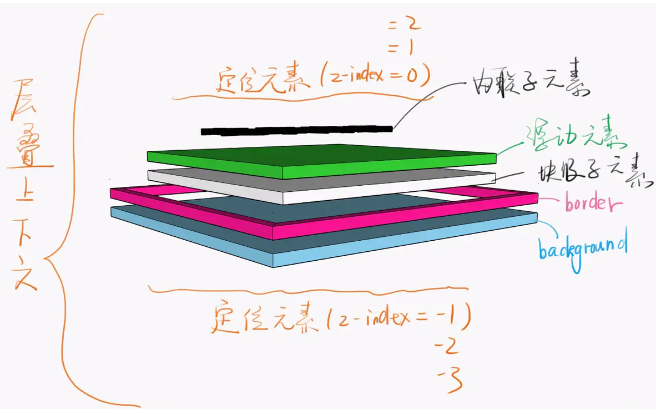 = 2
= 1
定位元素 (z-index = 0)
内联子元素
浮动元素
块级子元素
border
background
层叠上下文
定位元素 (z-index = -1)
-2
-3